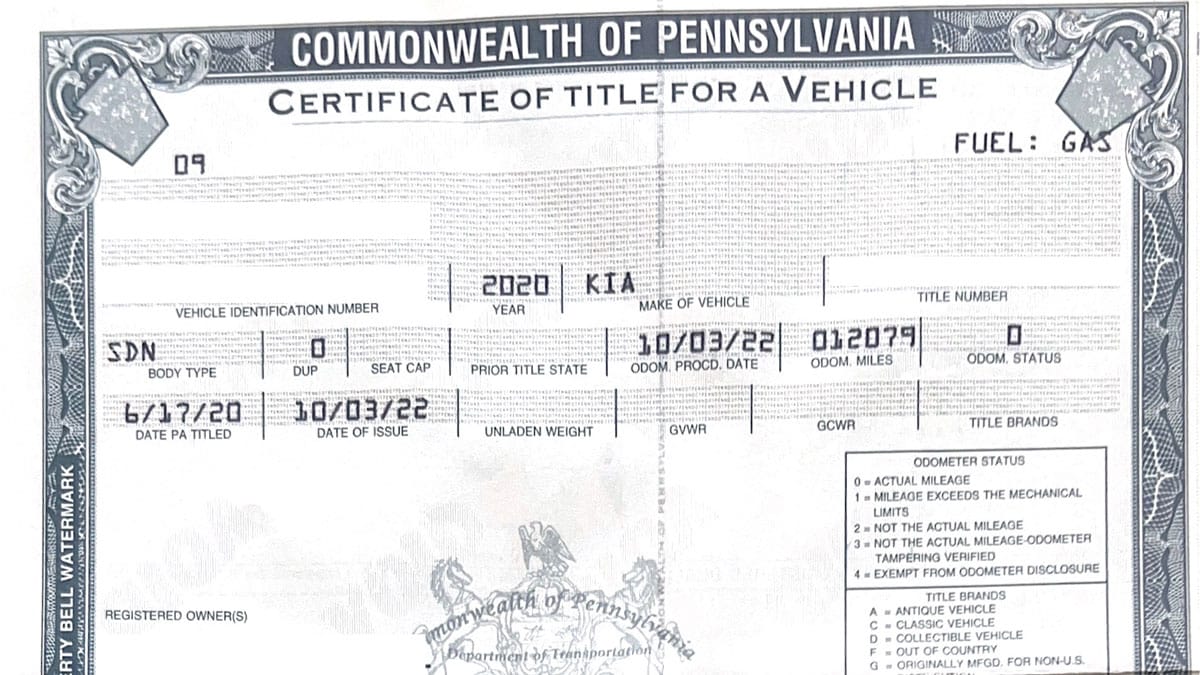 COMMONWEALTH OF PENNSYLVANIA
CERTIFICATE OF TITLE FOR A VEHICLE
09
FUEL: GAS
2020 KIA
VEHICLE IDENTIFICATION NUMBER YEAR MAKE OF VEHICLE TITLE NUMBER
SDN 0 10/03/22 012079 0
BODY TYPE DUP SEAT CAP PRIOR TITLE STATE ODOM. PROCD. DATE ODOM. MILES ODOM. STATUS
6/17/20 10/03/22
DATE PA TITLED DATE OF ISSUE UNLADEN WEIGHT GVWR GCWR TITLE BRANDS
ODOMETER STATUS
0 = ACTUAL MILEAGE
1 = MILEAGE EXCEEDS THE MECHANICAL
LIMITS
2 = NOT THE ACTUAL MILEAGE
3 = NOT THE ACTUAL MILEAGE-ODOMETER
TAMPERING VERIFIED
4 = EXEMPT FROM ODOMETER DISCLOSURE
TITLE BRANDS
A = ANTIQUE VEHICLE
C = CLASSIC VEHICLE
D = COLLECTIBLE VEHICLE
F = OUT OF COUNTRY
G = ORIGINALLY MFGD. FOR NON-U.S.
REGISTERED OWNER(S)
monwealth of Pennsylvania
Department of Transportation
ERTY BELL WATERMARK